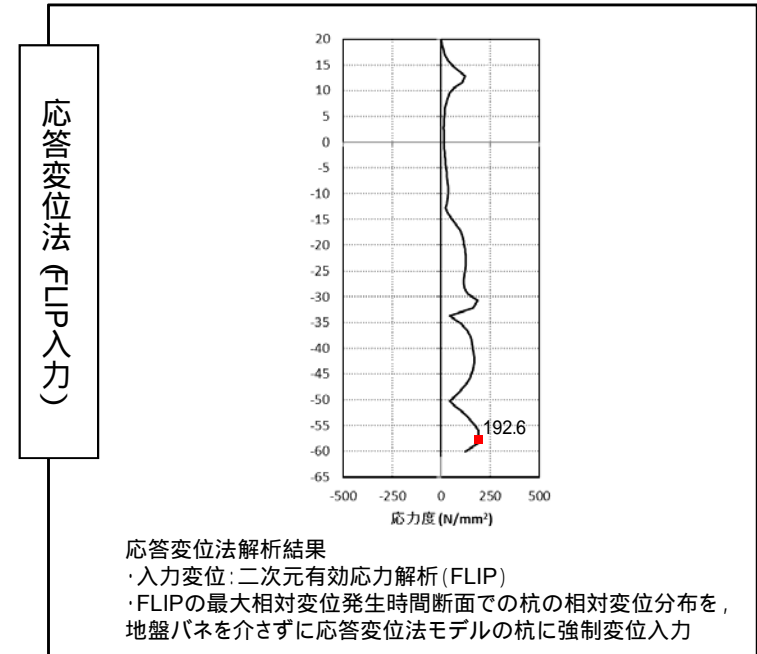 応答変位法(FLIP入力)
20
15
10
5
0
-5
-10
-15
-20
-25
-30
-35
-40
-45
-50
-55
-60
-65
192.6
-500 -250 0 250 500
応力度(N/mm²)
応答変位法解析結果
・入力変位:二次元有効応力解析(FLIP)
・FLIPの最大相対変位発生時間断面での杭の相対変位分布を,
地盤バネを介さずに応答変位法モデルの杭に強制変位入力